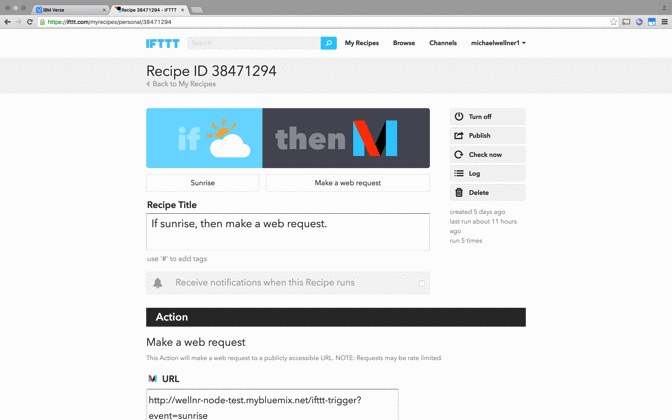 IBM Verse
Recipe ID 38471294 - IFTTT
https://ifttt.com/myrecipes/personal/38471294
IFTTT
Search
My Recipes
Browse
Channels
michaelwellner1
Recipe ID 38471294
Back to My Recipes
if
then
Sunrise
Make a web request
Recipe Title
If sunrise, then make a web request.
use '#' to add tags
Receive notifications when this Recipe runs
Turn off
Publish
Check now
Log
Delete
created 5 days ago
last run about 11 hours
ago
run 5 times
Action
Make a web request
This Action will make a web request to a publicly accessible URL. NOTE: Requests may be rate limited.
URL
http://wellnr-node-test.mybluemix.net/ifttt-trigger?
event=sunrise